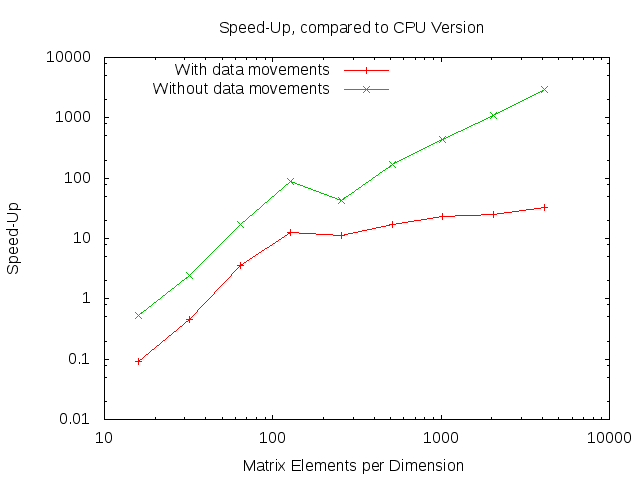 Speed-Up, compared to CPU Version
10000
With data movements
Without data movements
1000
100
Speed-Up
10
1
0.1
0.01
10 100 1000 10000
Matrix Elements per Dimension